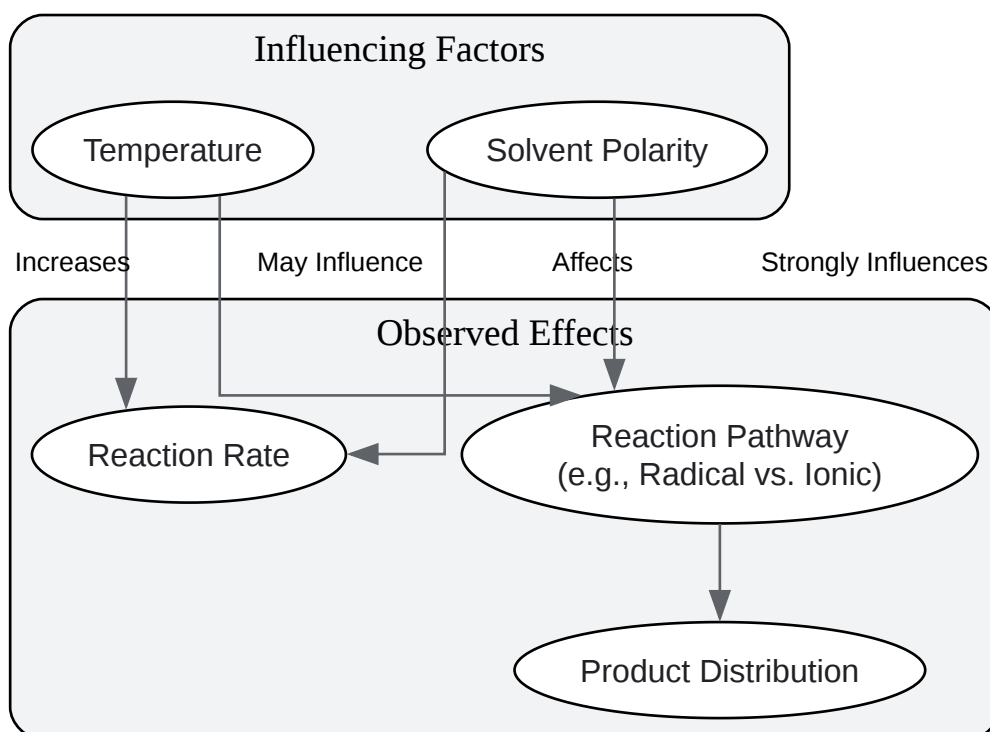 Influencing Factors
Temperature
Solvent Polarity
Increases
May Influence
Affects
Strongly Influences
Observed Effects
Reaction Rate
Reaction Pathway
(e.g., Radical vs. Ionic)
Product Distribution